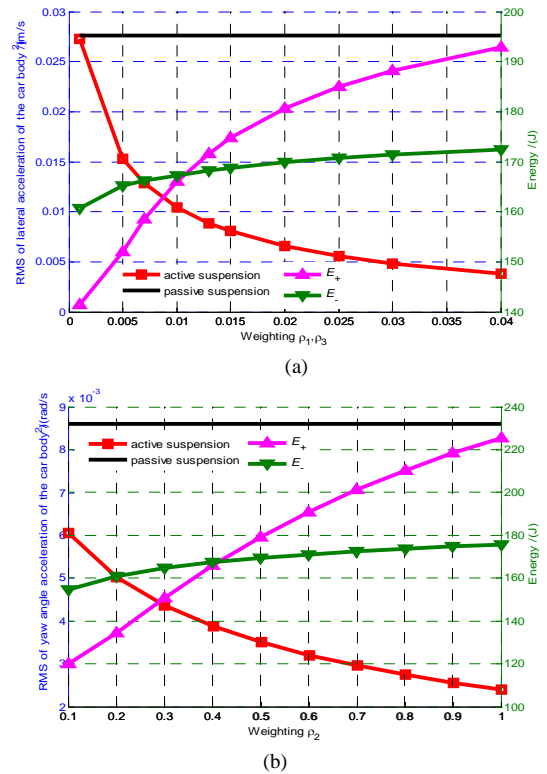 0.03
0.025
0.02
0.015
0.01
0.005
0
RMS of lateral acceleration of the car body
200
190
180
170
160
150
140
Energy /(J)
active suspension
passive suspension
E+
E-
0 0.005 0.01 0.015 0.02 0.025 0.03 0.035 0.04
Weighting ρ1,ρ3
(a)
x 10-3
9
8
7
6
5
4
3
2
RMS of yaw angle acceleration of the car body
240
220
200
180
160
140
120
100
Energy /(J)
active suspension
passive suspension
E+
E-
0.1 0.2 0.3 0.4 0.5 0.6 0.7 0.8 0.9 1
Weighting ρ2
(b)